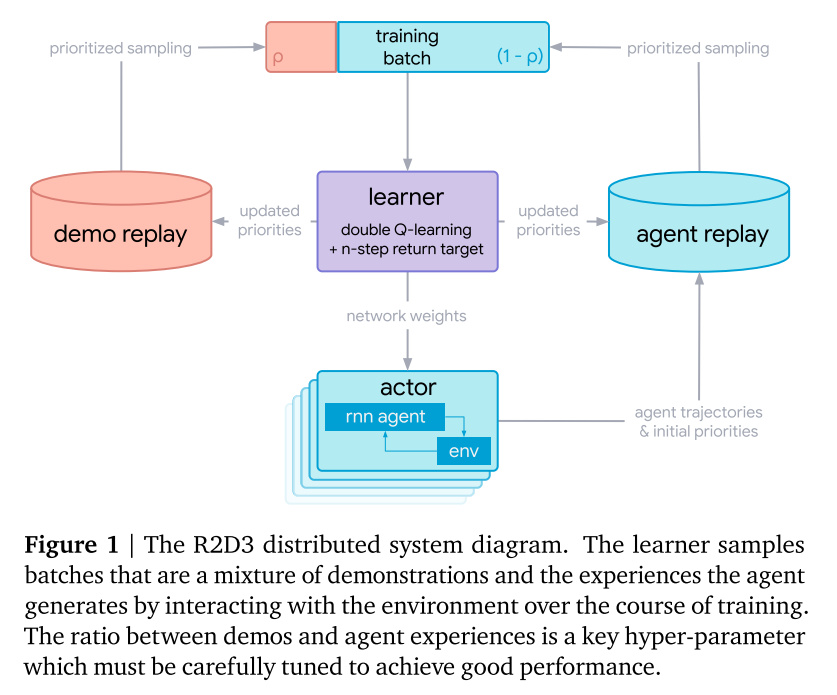 prioritized sampling
ρ
training
batch
(1 - ρ)
prioritized sampling
demo replay
updated
priorities
learner
double Q-learning
+ n-step return target
updated
priorities
agent replay
network weights
actor
rnn agent
env
agent trajectories
& initial priorities
Figure 1 | The R2D3 distributed system diagram. The learner samples
batches that are a mixture of demonstrations and the experiences the agent
generates by interacting with the environment over the course of training.
The ratio between demos and agent experiences is a key hyper-parameter
which must be carefully tuned to achieve good performance.